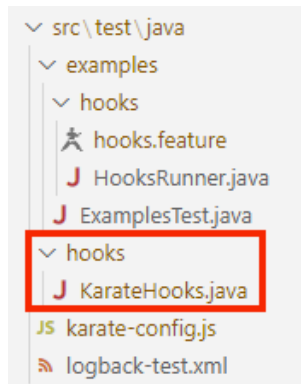 src\test\java
examples
hooks
hooks.feature
J HooksRunner.java
J ExamplesTest.java
hooks
J KarateHooks.java
JS karate-config.js
logback-test.xml